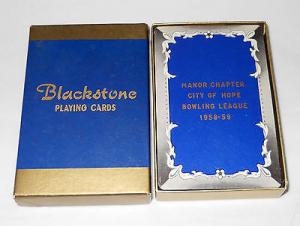 Blackstone
PLAYING CARDS
MANOR CHAPTER
CITY OF HOPE
BOWLING LEAGUE
1958-59